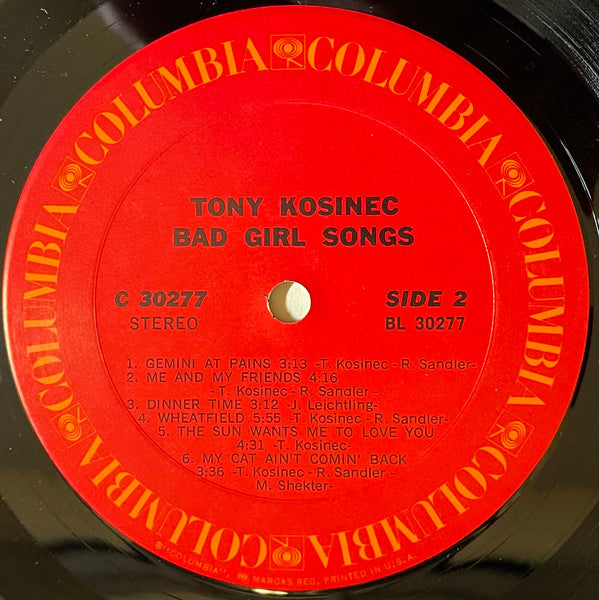 COLUMBIA COLUMBIA COLUMBIA COLUMBIA COLUMBIA COLUMBIA
TONY KOSINEC
BAD GIRL SONGS
C 30277
STEREO
SIDE 2
BL 30277
1. GEMINI AT PAINS 3:13 -T. Kosinec - R. Sandler-
2. ME AND MY FRIENDS 4:16
-T. Kosinec - R. Sandler -
3. DINNER TIME 3:12 -J. Leichtling-
4. WHEATFIELD 5:55 -T. Kosinec - R. Sandler-
5. THE SUN WANTS ME TO LOVE YOU
4:31 -T. Kosinec-
6. MY CAT AIN'T COMIN' BACK
3:36 -T. Kosinec - R. Sandler -
M. Shekter-
℗"COLUMBIA", MARCAS REG. PRINTED IN U.S.A.